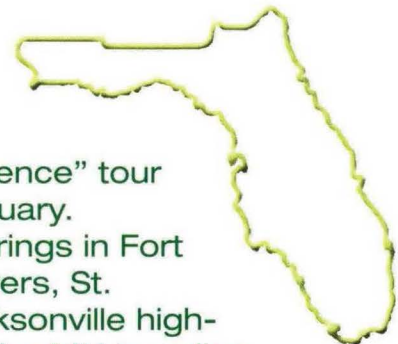 ence” tour
uary.
rings in Fort
ers, St.
ksonville high-